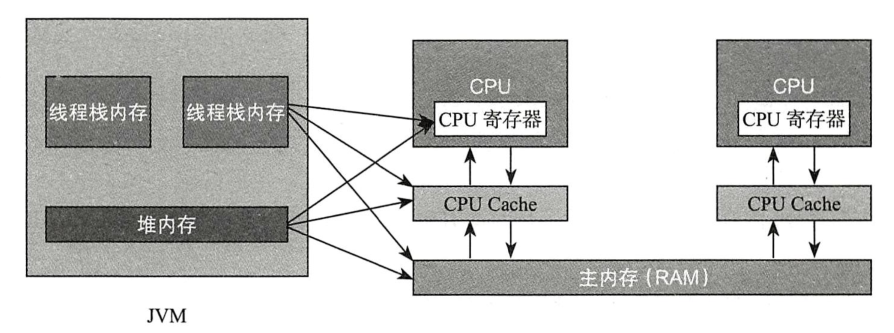 线程栈内存
线程栈内存
堆内存
JVM
CPU
CPU 寄存器
CPU Cache
CPU
CPU 寄存器
CPU Cache
主内存(RAM)